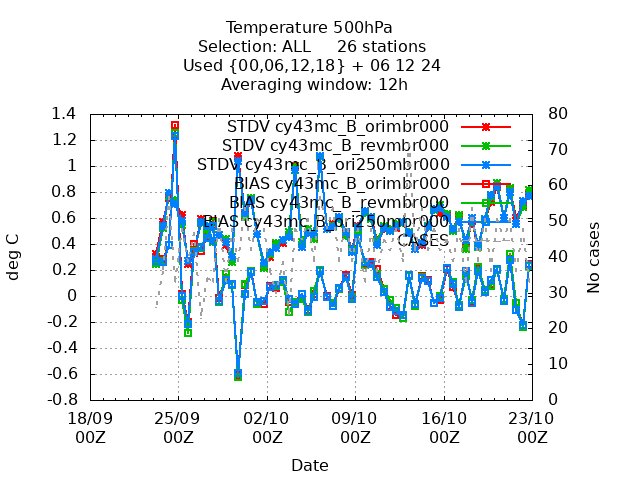 Temperature 500hPa
Selection: ALL     26 stations
Used {00,06,12,18} + 06 12 24
Averaging window: 12h
STDV cy43mc_B_orimbr000
STDV cy43mc_B_revmbr000
STDV cy43mc_B_ori250mbr000
BIAS cy43mc_B_orimbr000
BIAS cy43mc_B_revmbr000
BIAS cy43mc_B_ori250mbr000
CASES
1.4
1.2
1
0.8
0.6
0.4
0.2
0
-0.2
-0.4
-0.6
-0.8
deg C
80
70
60
50
40
30
20
10
0
No cases
18/09 25/09 02/10 09/10 16/10 23/10
00Z 00Z 00Z 00Z 00Z 00Z
Date